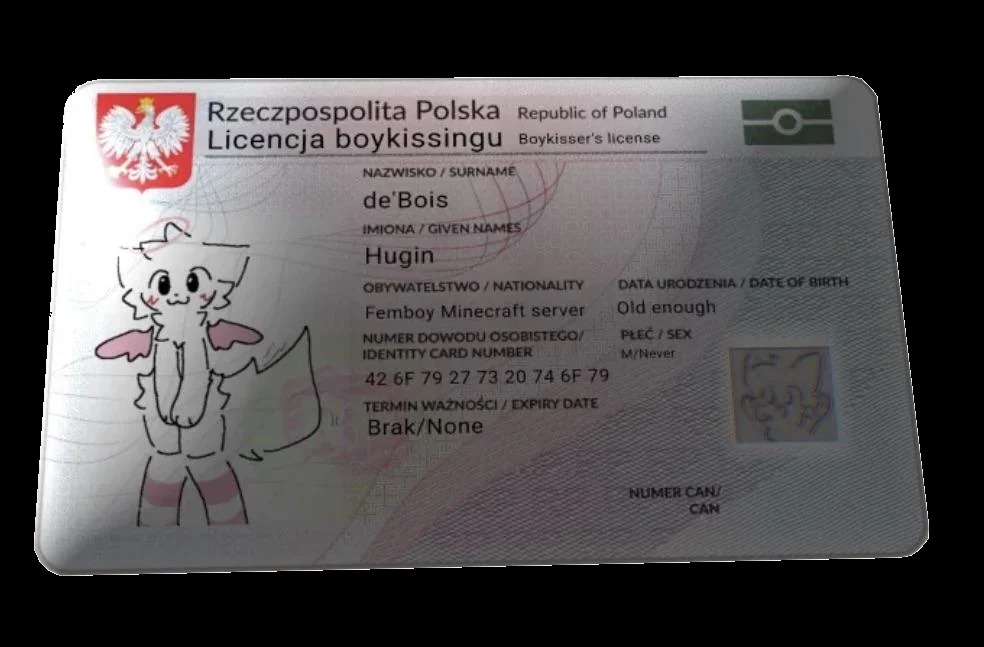 Rzeczpospolita Polska Republic of Poland
Licencja boykissingu Boykisser's license
NAZWISKO / SURNAME
de'Bois
IMIONA / GIVEN NAMES
Hugin
OBYWATELSTWO / NATIONALITY DATA URODZENIA / DATE OF BIRTH
Femboy Minecraft server Old enough
NUMER DOWODU OSOBISTEGO/ PŁEĆ / SEX
IDENTITY CARD NUMBER M/Never
42 6F 79 27 73 20 74 6F 79
TERMIN WAŻNOŚCI / EXPIRY DATE
Brak/None
NUMER CAN/
CAN